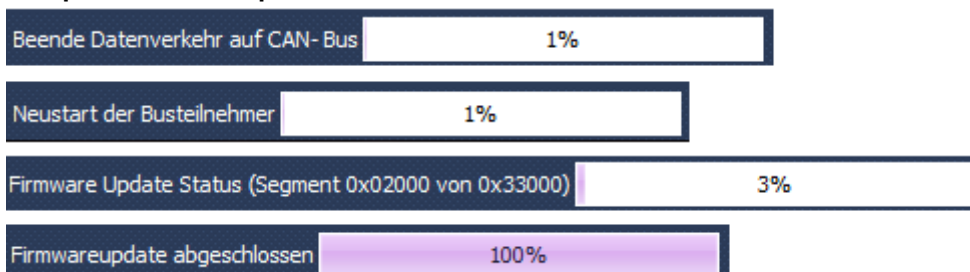 Beende Datenverkehr auf CAN- Bus 1%
Neustart der Busteilnehmer 1%
Firmware Update Status (Segment 0x02000 von 0x33000) 3%
Firmwareupdate abgeschlossen 100%